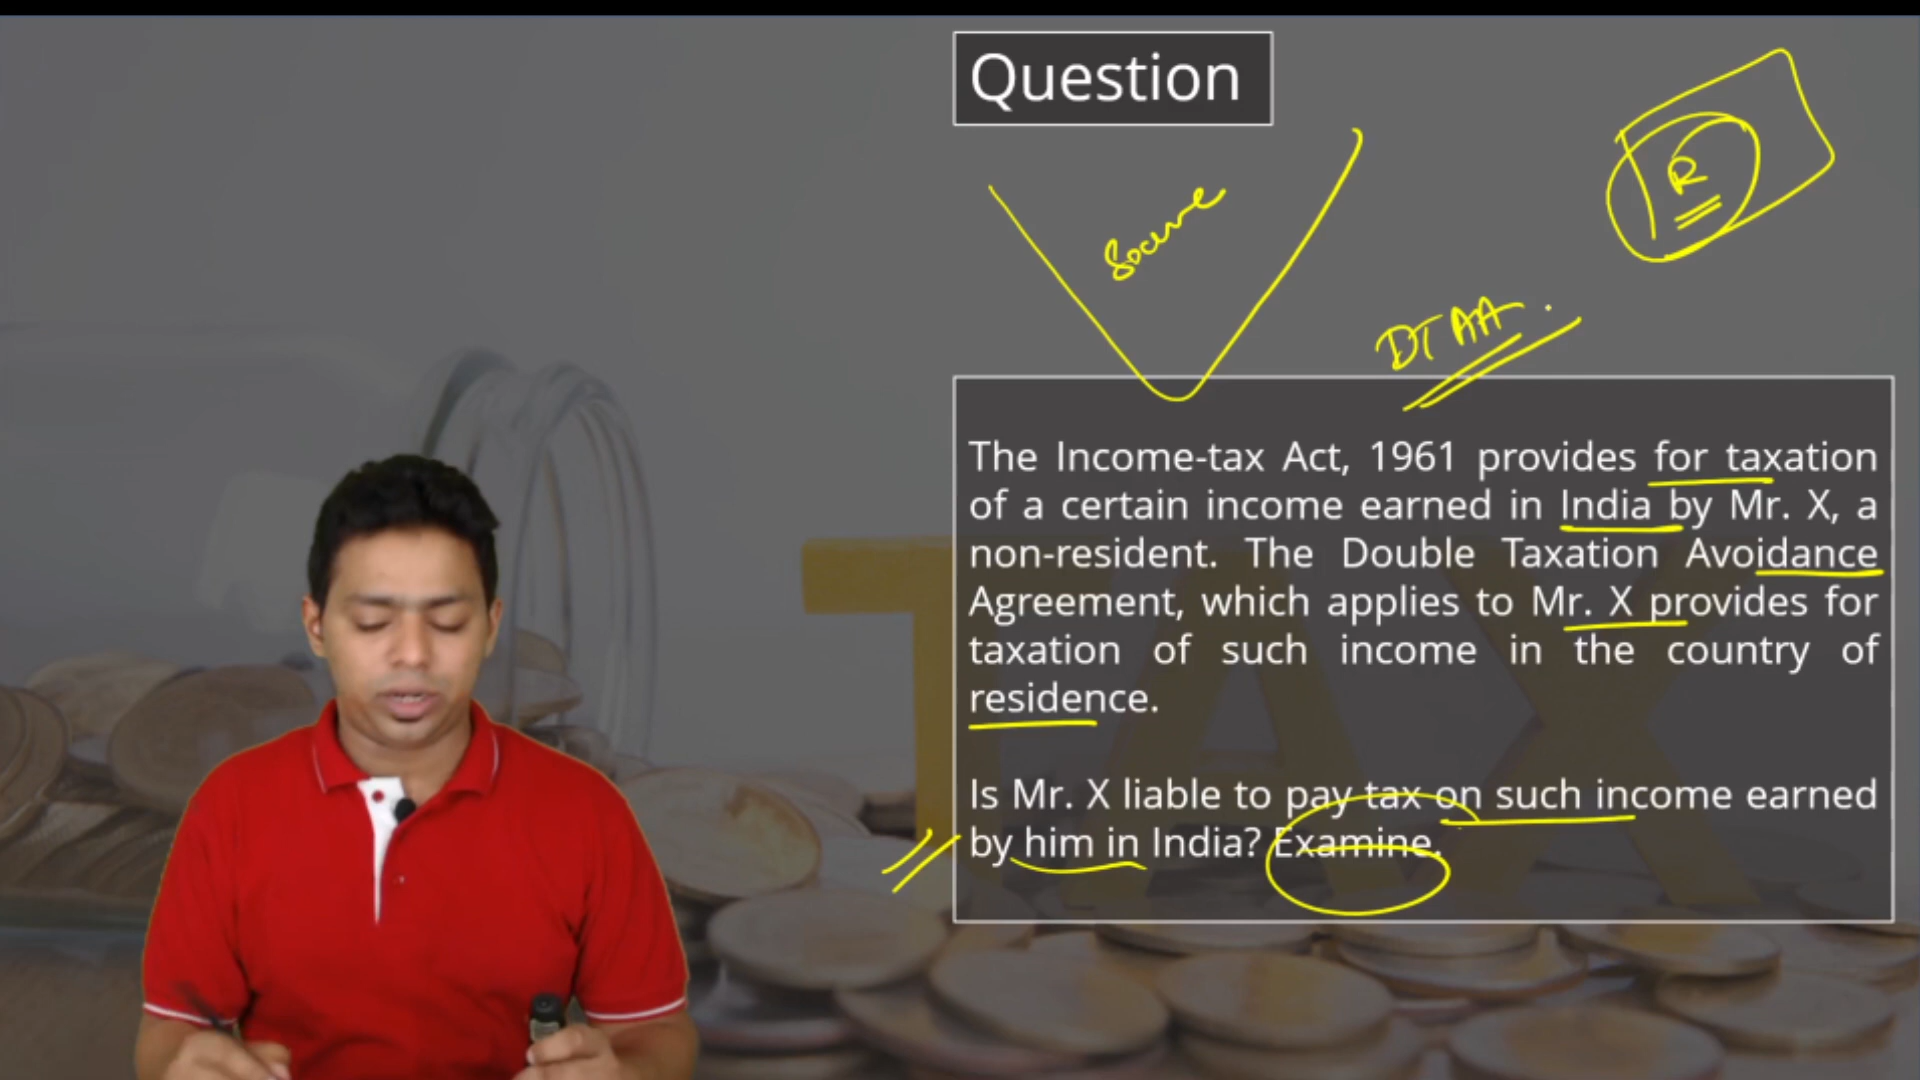 Question
R
Source
DTAA.
The Income-tax Act, 1961 provides for taxation
of a certain income earned in India by Mr. X, a
non-resident. The Double Taxation Avoidance
Agreement, which applies to Mr. X provides for
taxation of such income in the country of
residence.
Is Mr. X liable to pay tax on such income earned
by him in India? Examine.
TAX